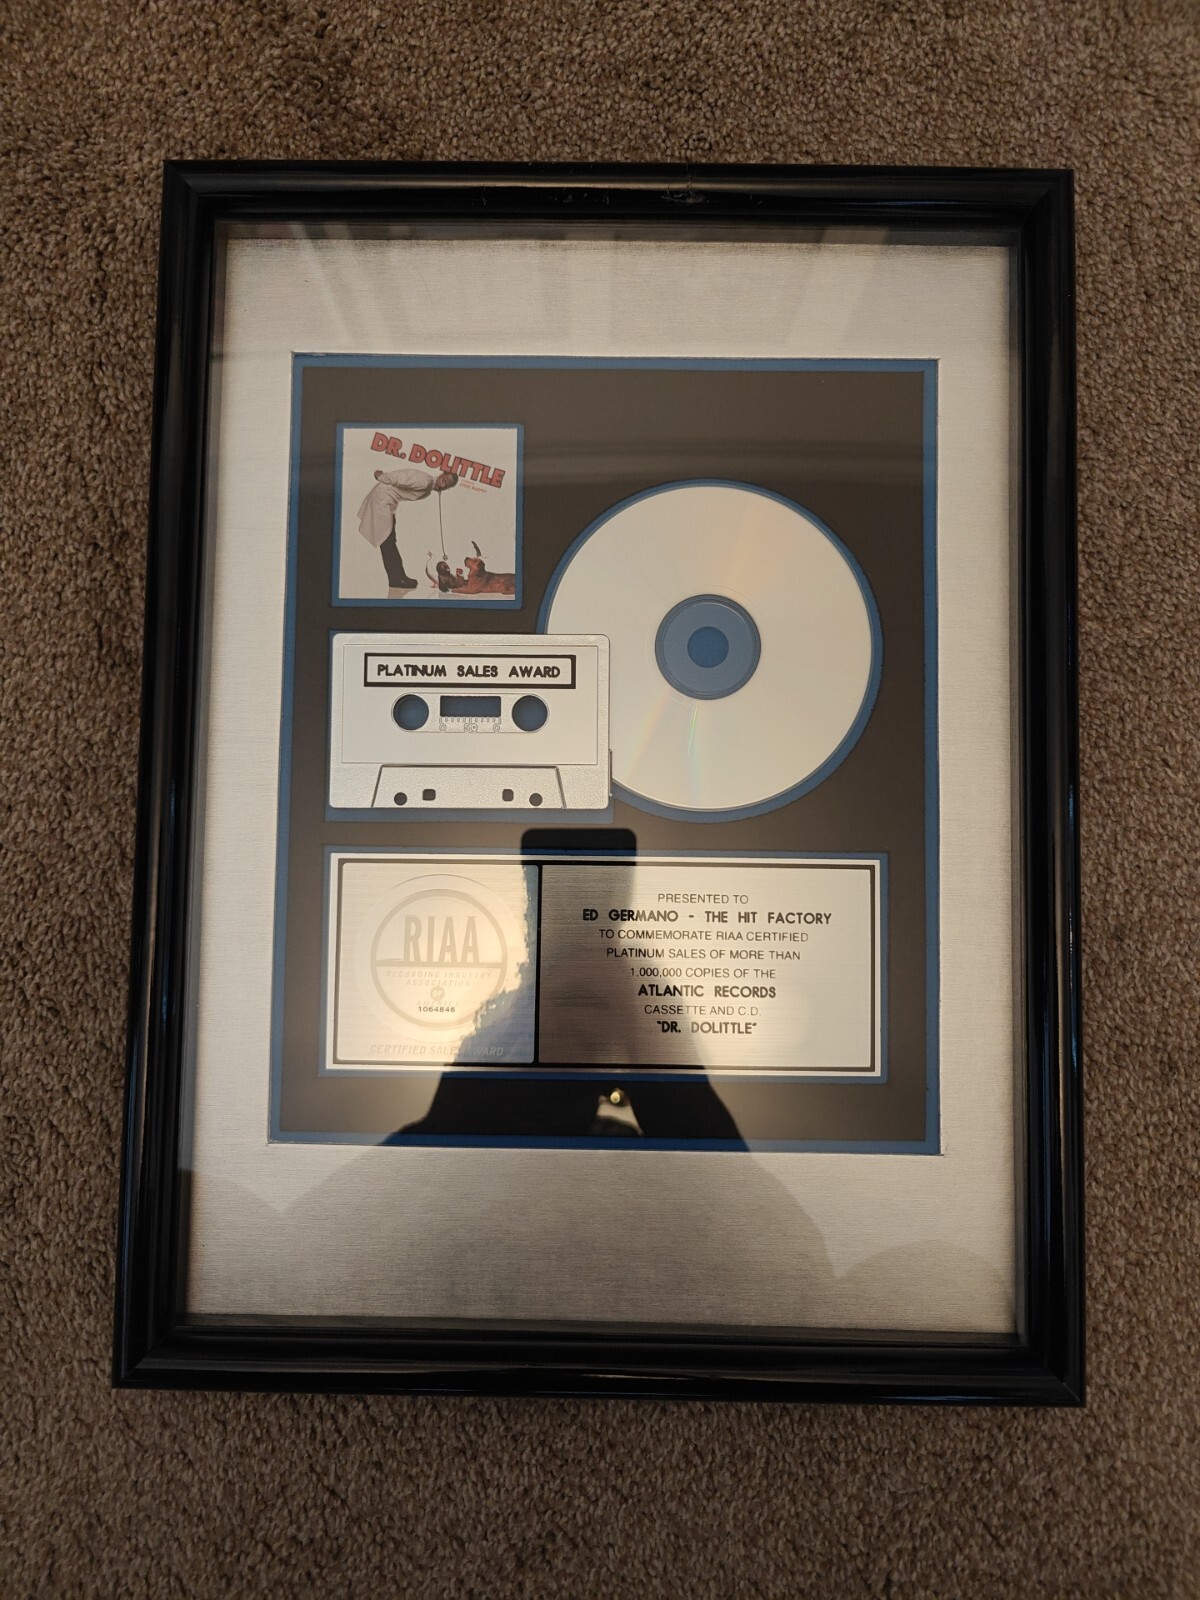 DR. DOLITTLE
PLATINUM SALES AWARD
RIAA
RECORDING INDUSTRY
ASSOCIATION
1064846
CERTIFIED SALES AWARD
PRESENTED TO
ED GERMANO - THE HIT FACTORY
TO COMMEMORATE RIAA CERTIFIED
PLATINUM SALES OF MORE THAN
1,000,000 COPIES OF THE
ATLANTIC RECORDS
CASSETTE AND C.D.
"DR. DOLITTLE"